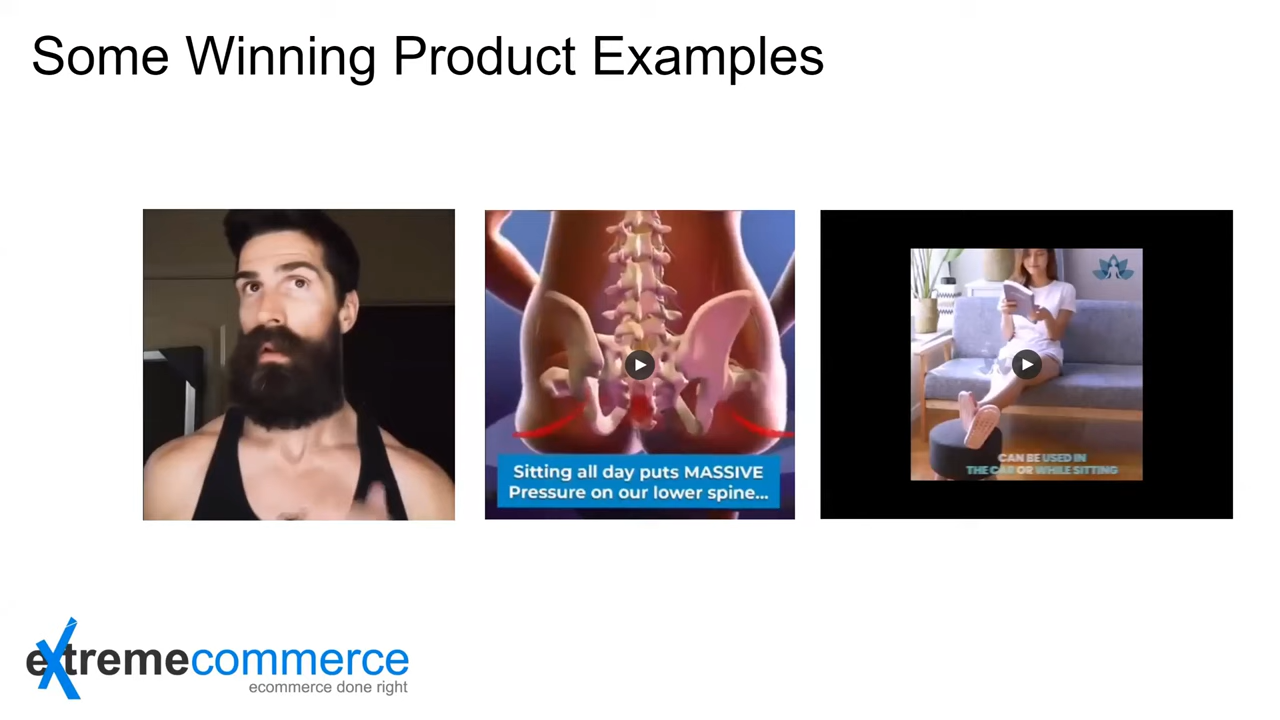 Some Winning Product Examples
Sitting all day puts MASSIVE
Pressure on our lower spine...
CAN BE USED IN
THE CAR OR WHILE SITTING
extremecommerce
ecommerce done right